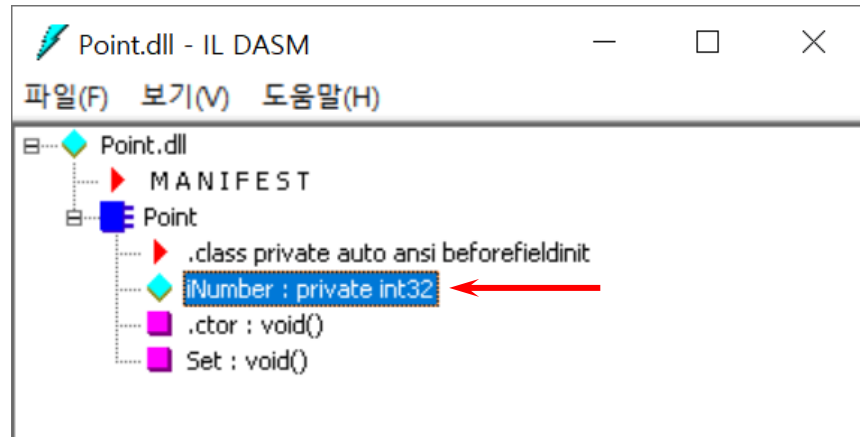 Point.dll - IL DASM
파일(F) 보기(V) 도움말(H)
Point.dll
M A N I F E S T
Point
.class private auto ansi beforefieldinit
iNumber : private int32
.ctor : void()
Set : void()